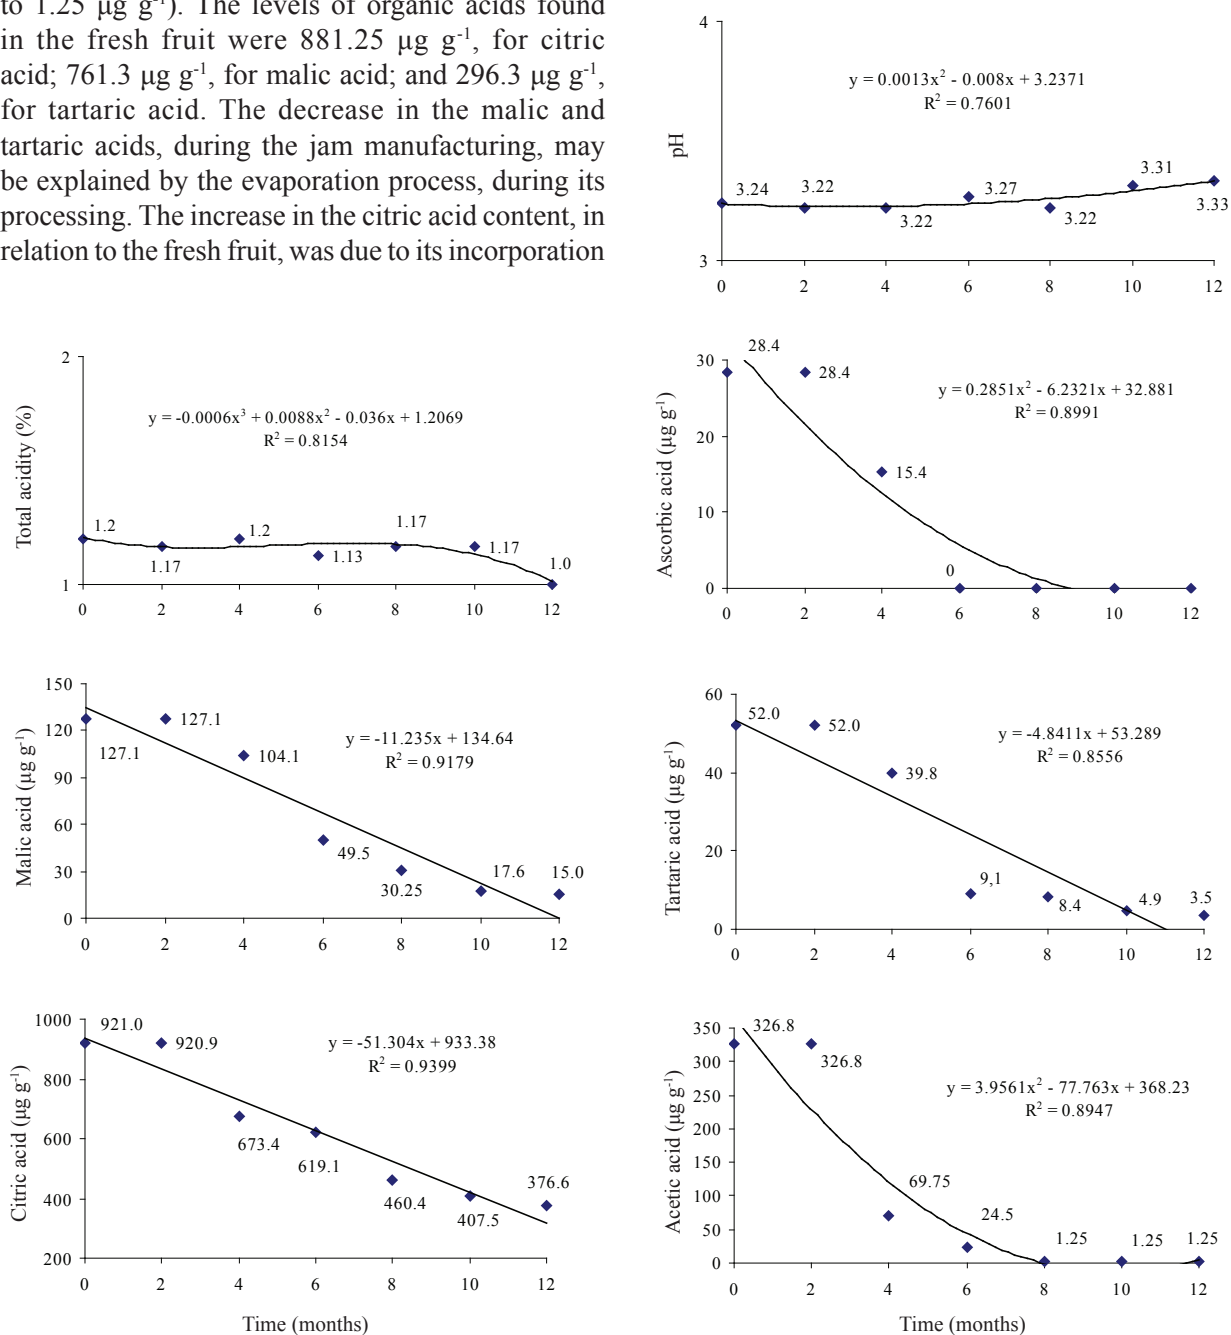 to 1.25 µg g-1). The levels of organic acids found
in the fresh fruit were 881.25 µg g-1, for citric
acid; 761.3 µg g-1, for malic acid; and 296.3 µg g-1,
for tartaric acid. The decrease in the malic and
tartaric acids, during the jam manufacturing, may
be explained by the evaporation process, during its
processing. The increase in the citric acid content, in
relation to the fresh fruit, was due to its incorporation
4
y = 0.0013x2 - 0.008x + 3.2371
R2 = 0.7601
pH
3.24 3.22 3.22 3.27 3.22 3.31 3.33
3
0 2 4 6 8 10 12
2
y = -0.0006x3 + 0.0088x2 - 0.036x + 1.2069
R2 = 0.8154
Total acidity (%)
1.2 1.17 1.2 1.13 1.17 1.17 1.0
1
0 2 4 6 8 10 12
30
28.4 28.4
y = 0.2851x2 - 6.2321x + 32.881
R2 = 0.8991
Ascorbic acid (µg g-1)
20
15.4
10
0
0
0 2 4 6 8 10 12
150
120
127.1 127.1
y = -11.235x + 134.64
R2 = 0.9179
Malic acid (µg g-1)
104.1
90
60
49.5
30
30.25 17.6 15.0
0
0 2 4 6 8 10 12
60
52.0 52.0
y = -4.8411x + 53.289
R2 = 0.8556
Tartaric acid (µg g-1)
40
39.8
20
9,1 8.4 4.9 3.5
0
0 2 4 6 8 10 12
1000
921.0 920.9
y = -51.304x + 933.38
R2 = 0.9399
Citric acid (µg g-1)
800
673.4
600
619.1
460.4 407.5 376.6
400
200
0 2 4 6 8 10 12
Time (months)
350
326.8 326.8
300
y = 3.9561x2 - 77.763x + 368.23
R2 = 0.8947
Acetic acid (µg g-1)
250
200
150
100
69.75
50
24.5 1.25 1.25 1.25
0
0 2 4 6 8 10 12
Time (months)